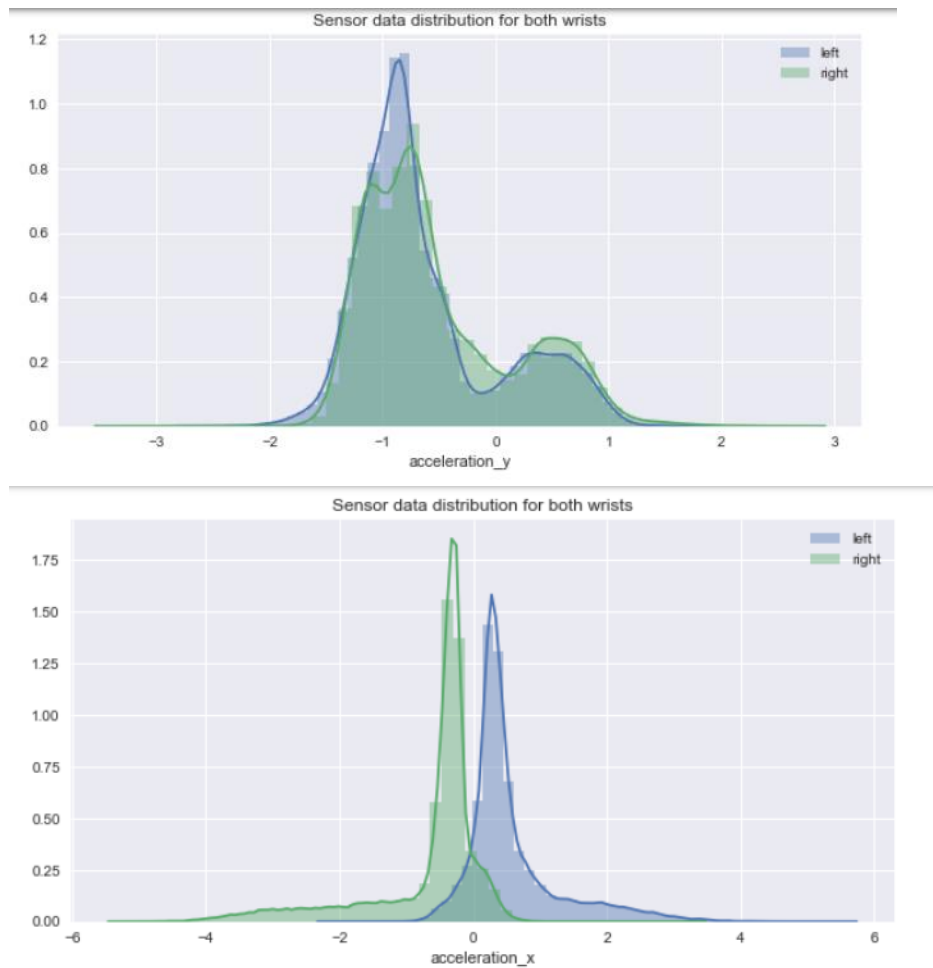 Sensor data distribution for both wrists
1.2
left
right
1.0
0.8
0.6
0.4
0.2
0.0
−3 −2 −1 0 1 2 3
acceleration_y
Sensor data distribution for both wrists
left
right
1.75
1.50
1.25
1.00
0.75
0.50
0.25
0.00
−6 −4 −2 0 2 4 6
acceleration_x